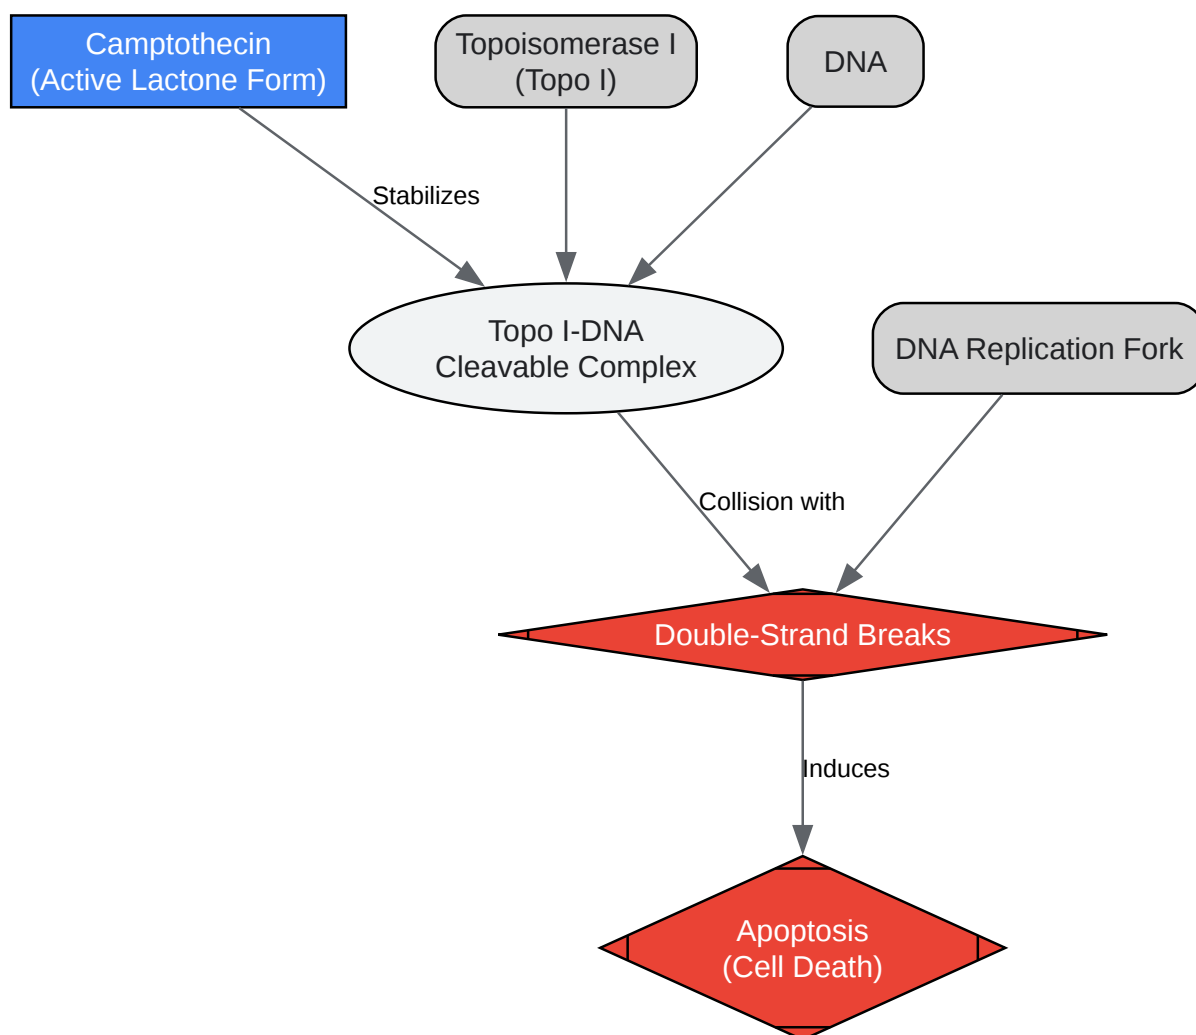 Camptothecin
(Active Lactone Form)
Topoisomerase I
(Topo I)
DNA
Stabilizes
Topo I-DNA
Cleavable Complex
DNA Replication Fork
Collision with
Double-Strand Breaks
Induces
Apoptosis
(Cell Death)